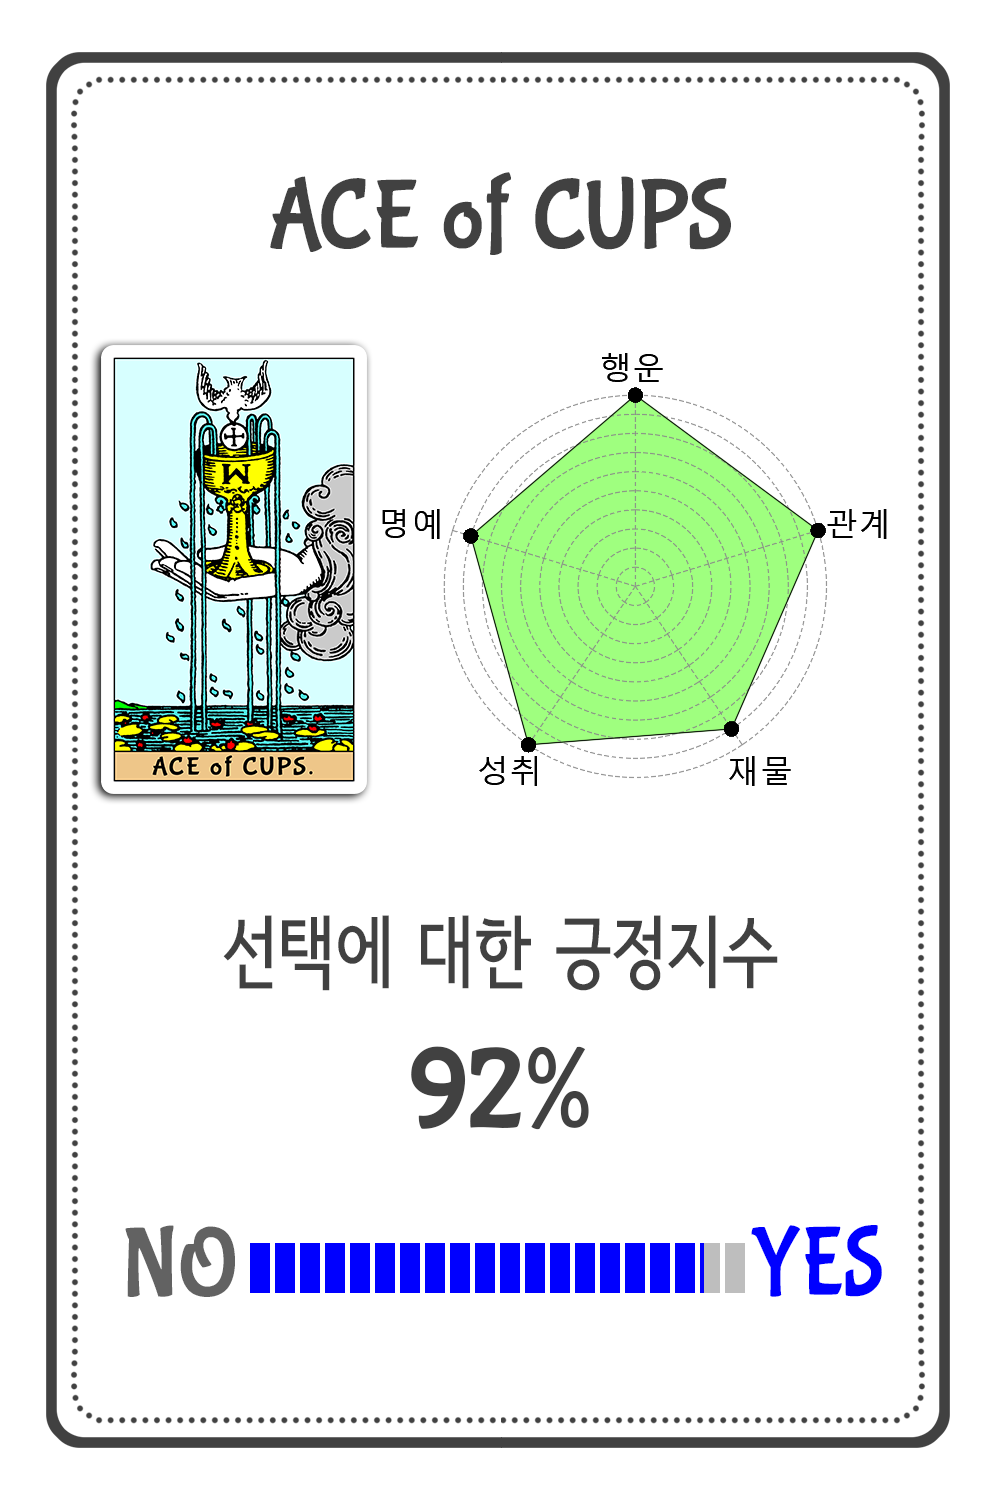 ACE of CUPS
행운
명예
관계
성취
재물
W
ACE of CUPS.
선택에 대한 긍정지수
92%
NO
YES